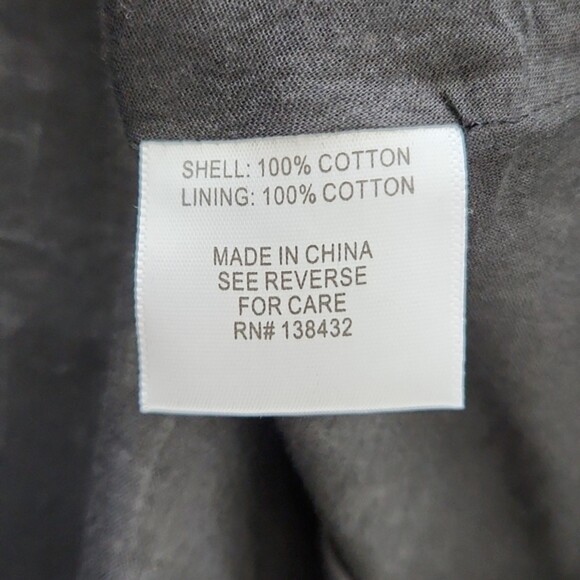 SHELL: 100% COTTON
LINING: 100% COTTON
MADE IN CHINA
SEE REVERSE
FOR CARE
RN# 138432